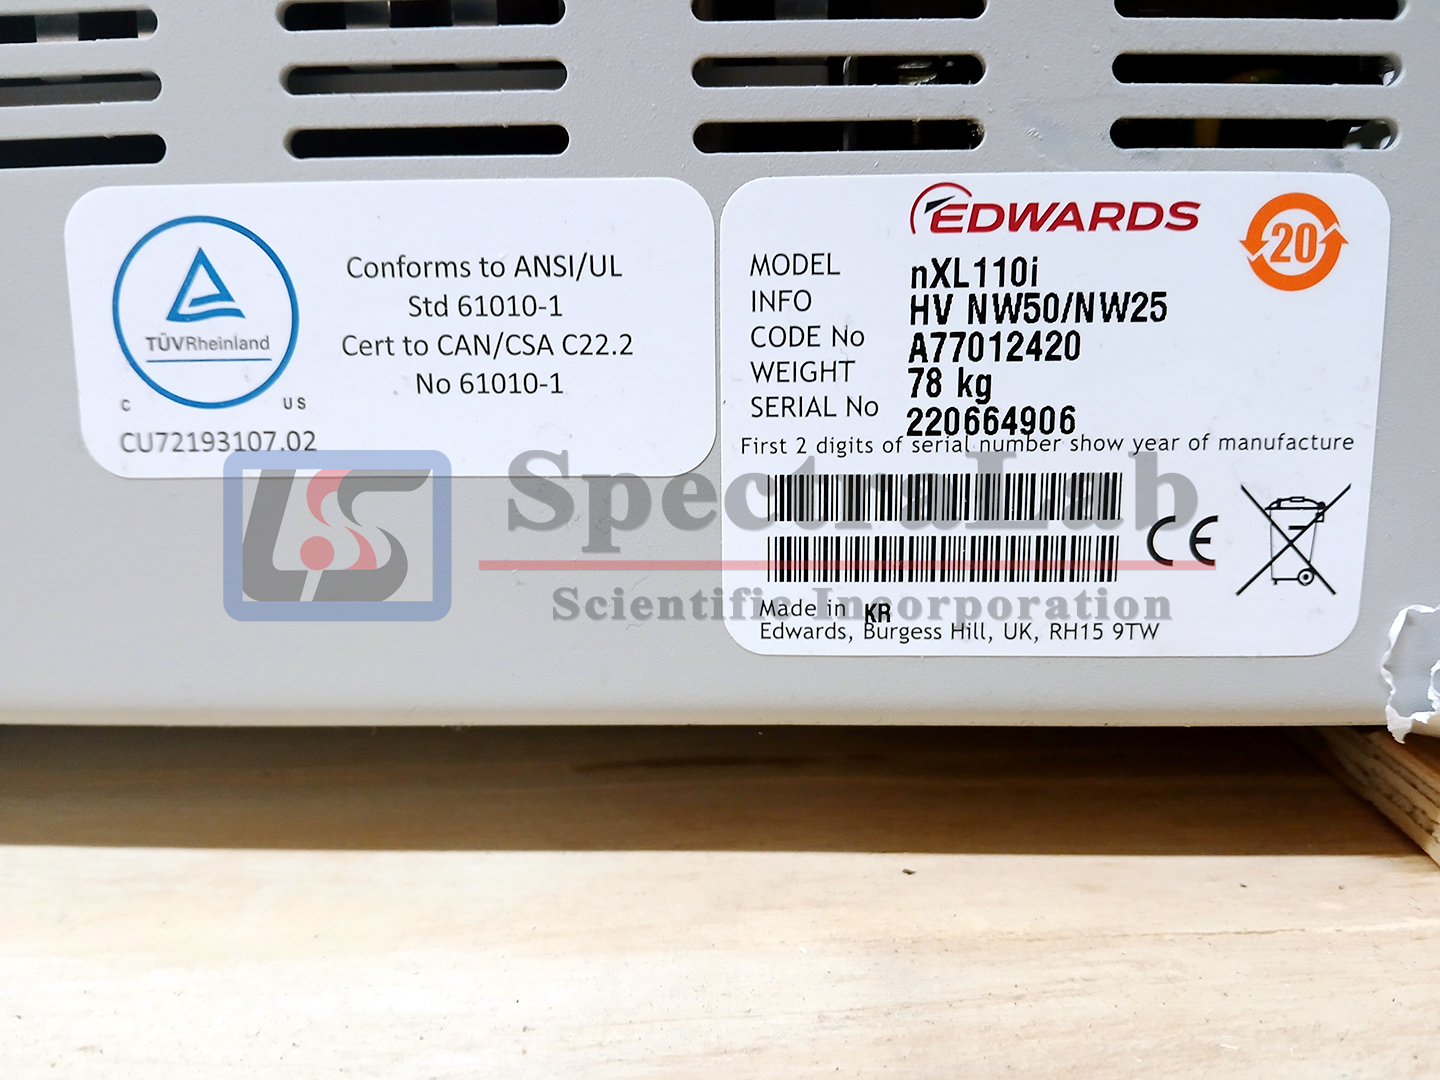 TÜVRheinland
C US
CU72193107.02
Conforms to ANSI/UL
Std 61010-1
Cert to CAN/CSA C22.2
No 61010-1
EDWARDS
20
MODEL nXL110i
INFO HV NW50/NW25
CODE No A77012420
WEIGHT 78 kg
SERIAL No 220664906
First 2 digits of serial number show year of manufacture
CE
Made in KR
Edwards, Burgess Hill, UK, RH15 9TW
LSS
SpectraLab
Scientific Incorporation